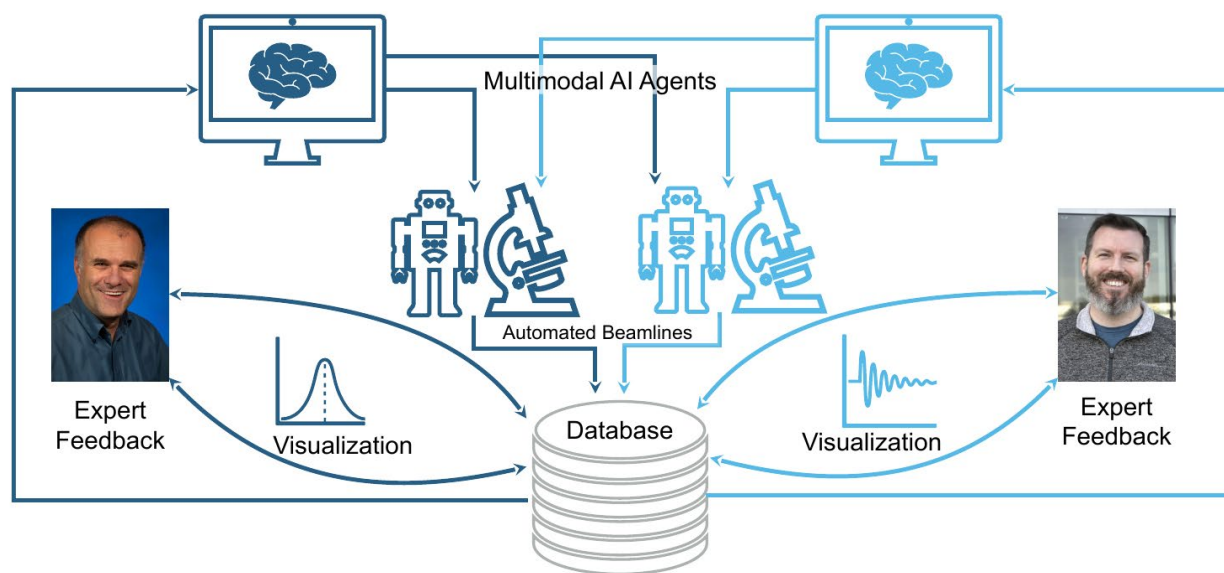 Multimodal AI Agents
Automated Beamlines
Expert
Feedback
Visualization
Database
Visualization
Expert
Feedback